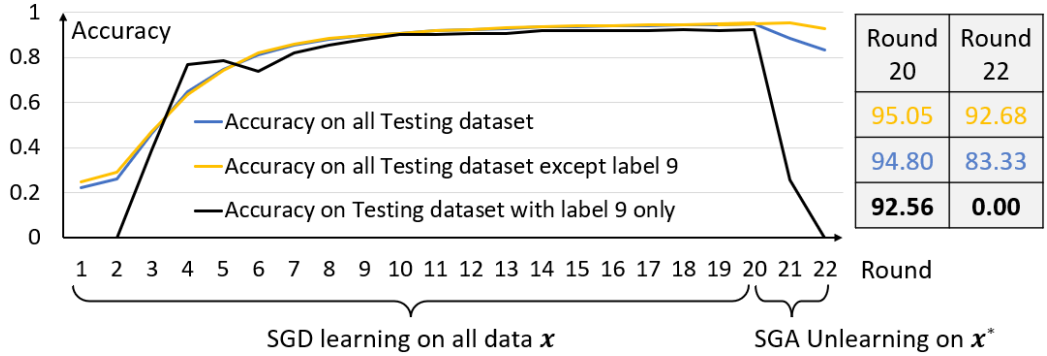 1
Accuracy
0.8
0.6
0.4
0.2
0
Accuracy on all Testing dataset
Accuracy on all Testing dataset except label 9
Accuracy on Testing dataset with label 9 only
1 2 3 4 5 6 7 8 9 10 11 12 13 14 15 16 17 18 19 20 21 22 Round
SGD learning on all data x
SGA Unlearning on x*
Round 20 Round 22
95.05 92.68
94.80 83.33
92.56 0.00